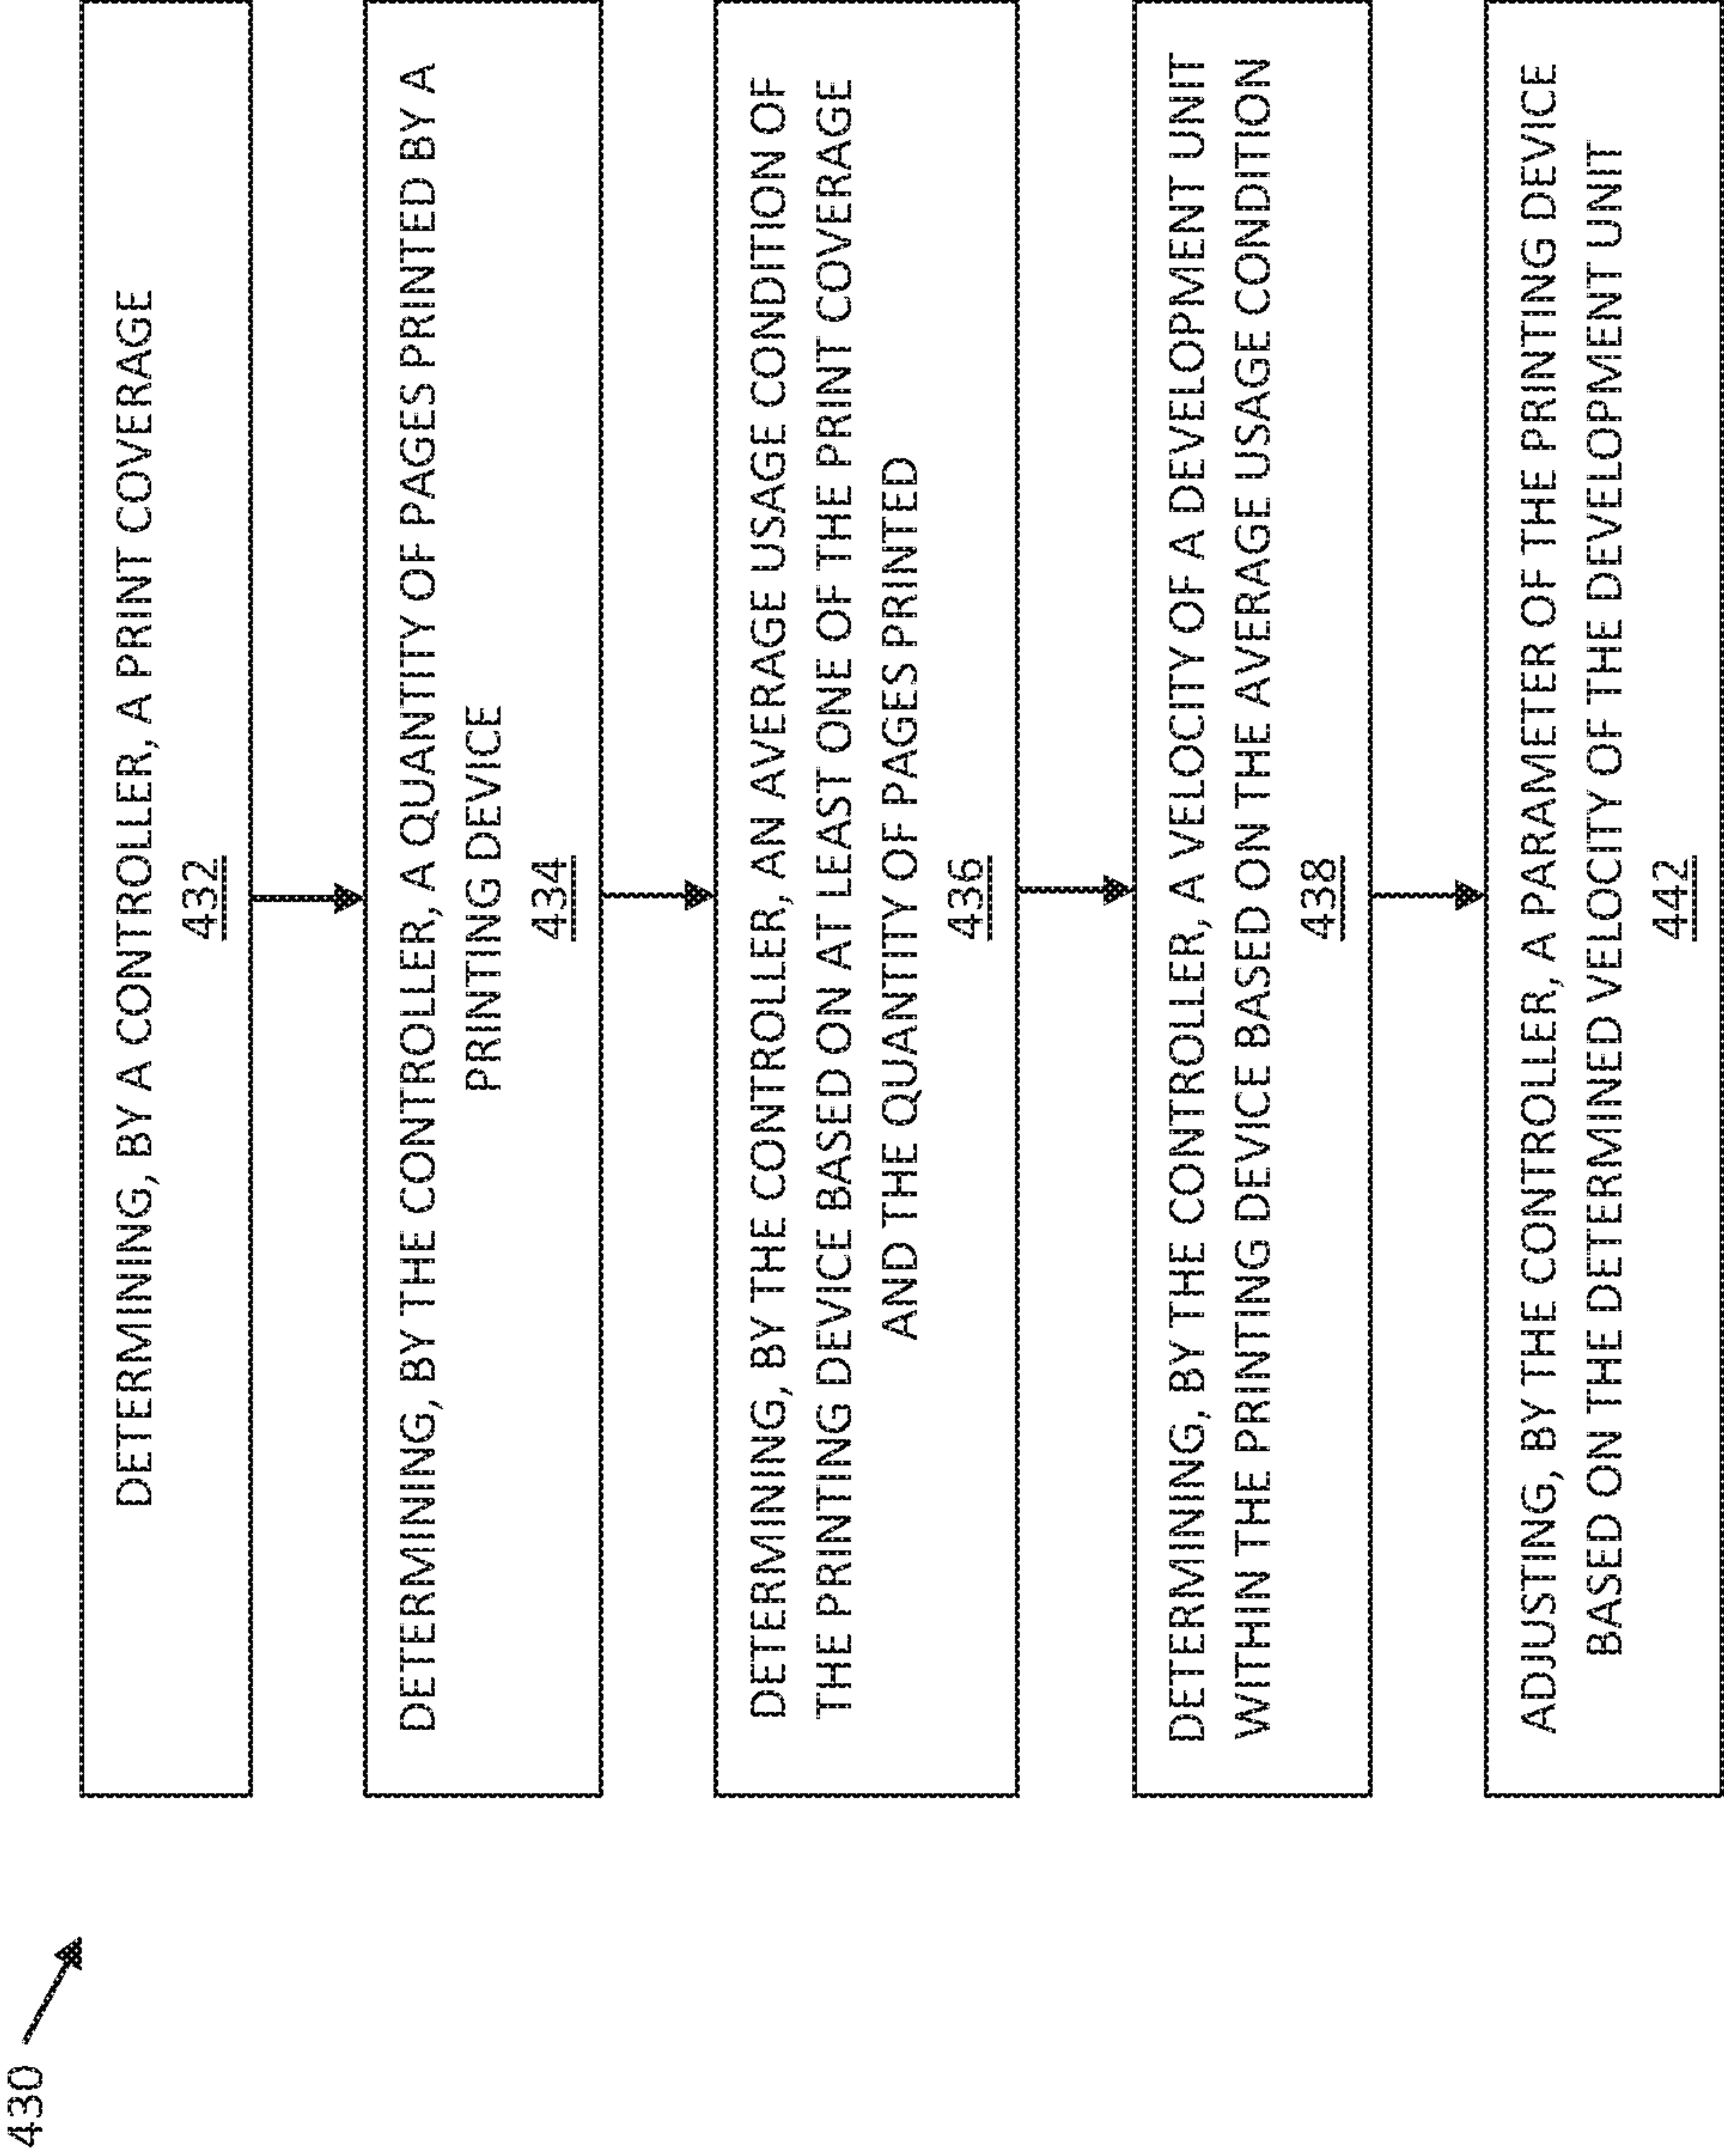 430
DETERMINING, BY A CONTROLLER, A PRINT COVERAGE
432
DETERMINING, BY THE CONTROLLER, A QUANTITY OF PAGES PRINTED BY A
PRINTING DEVICE
434
DETERMINING, BY THE CONTROLLER, AN AVERAGE USAGE CONDITION OF
THE PRINTING DEVICE BASED ON AT LEAST ONE OF THE PRINT COVERAGE
AND THE QUANTITY OF PAGES PRINTED
436
DETERMINING, BY THE CONTROLLER, A VELOCITY OF A DEVELOPMENT UNIT
WITHIN THE PRINTING DEVICE BASED ON THE AVERAGE USAGE CONDITION
438
ADJUSTING, BY THE CONTROLLER, A PARAMETER OF THE PRINTING DEVICE
BASED ON THE DETERMINED VELOCITY OF THE DEVELOPMENT UNIT
442